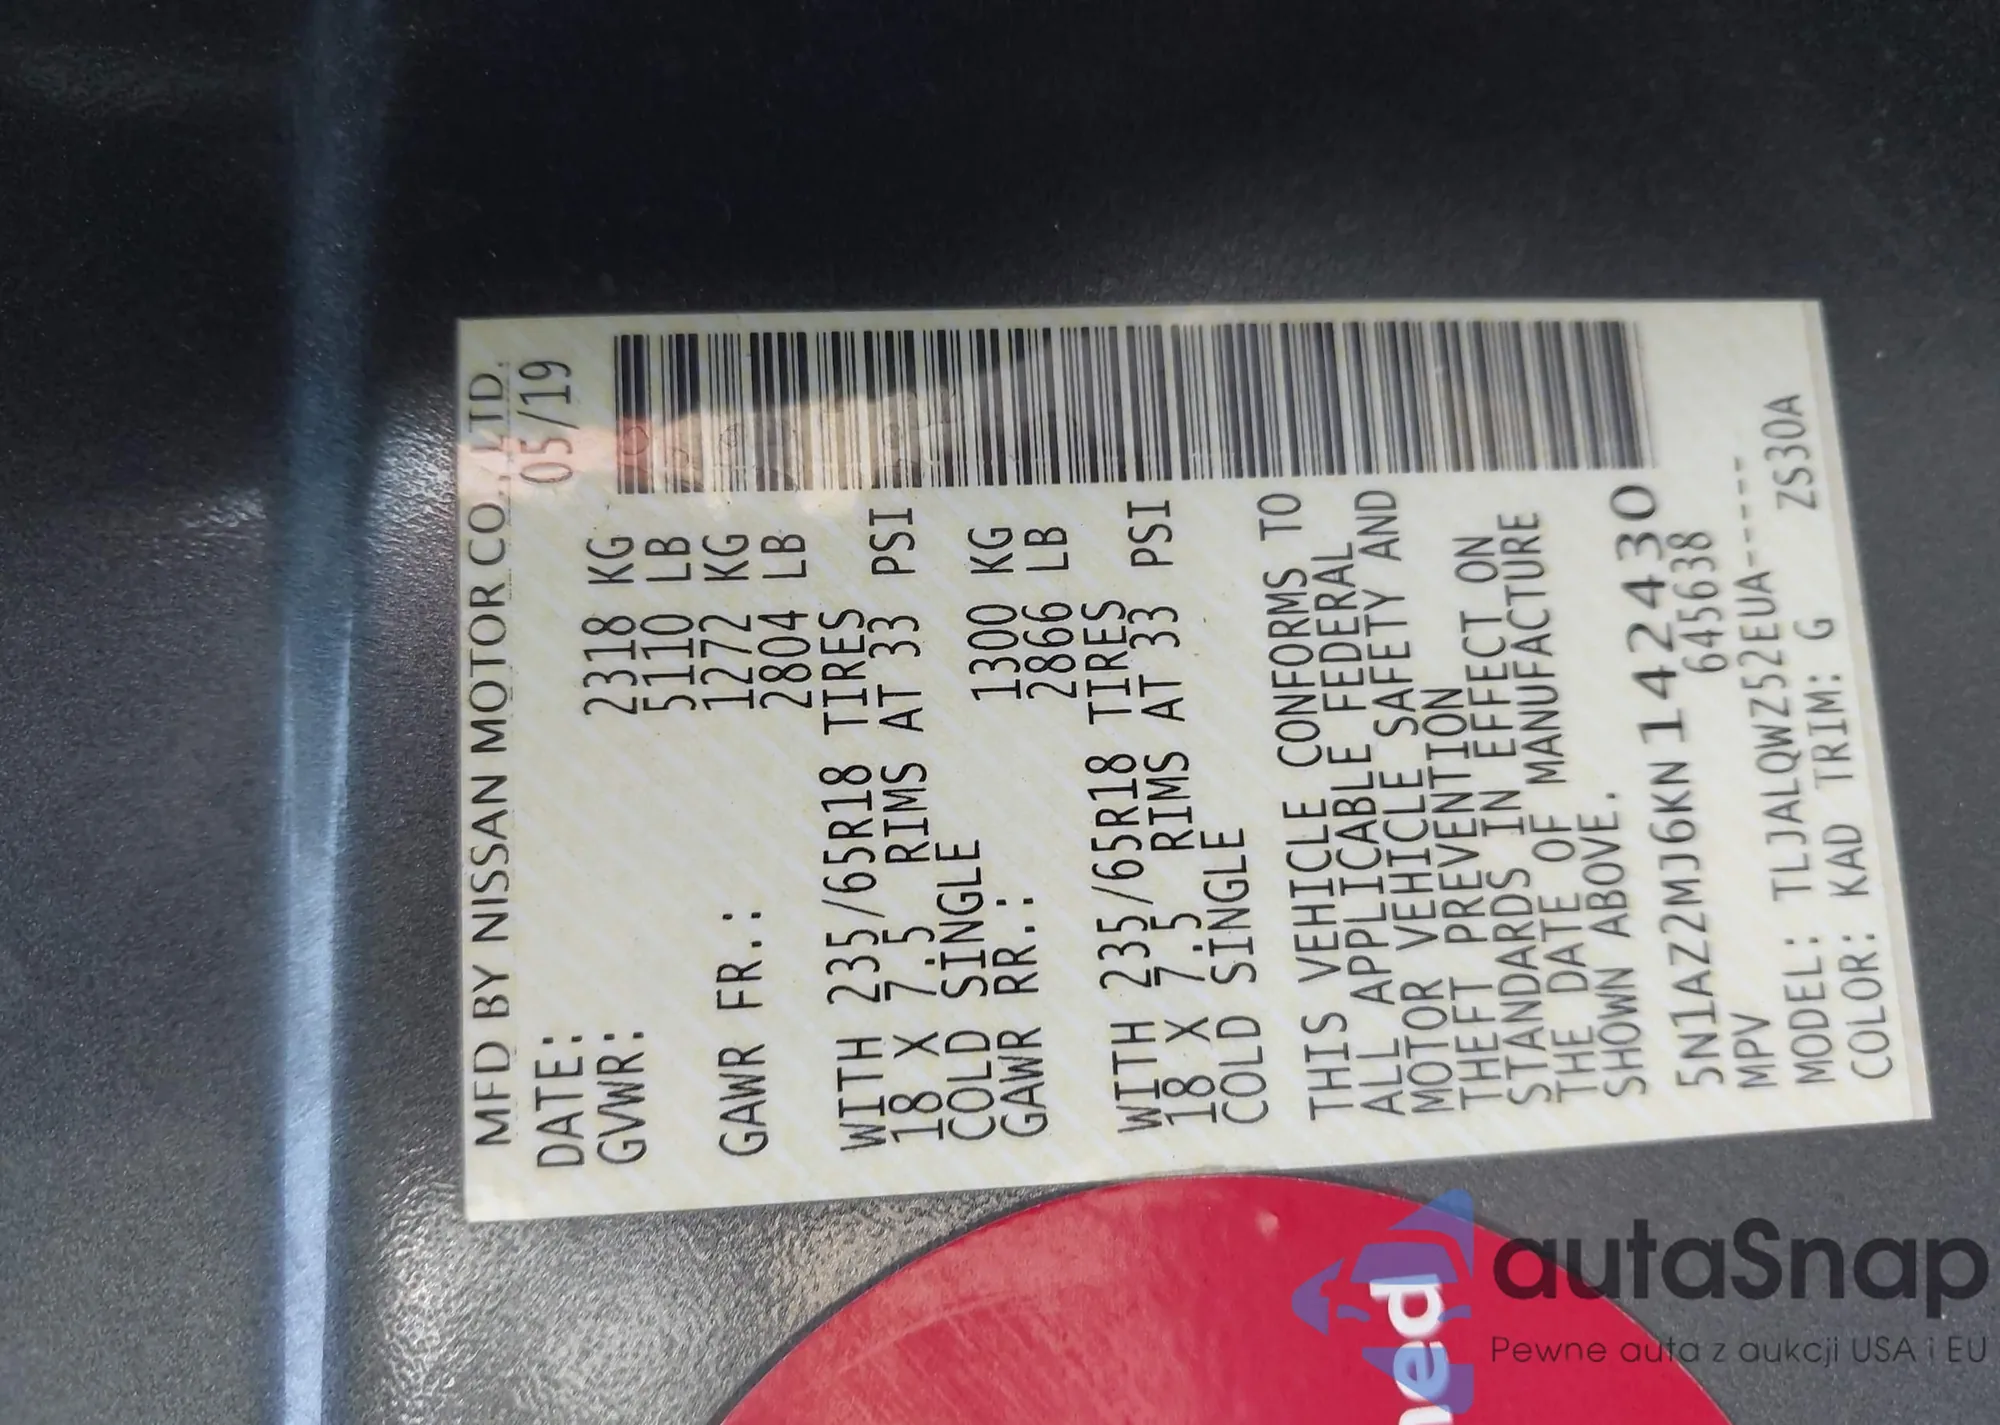 MFD BY NISSAN MOTOR CO.,LTD.
DATE: 05/19
GVWR: 2318 KG
5110 LB
GAWR FR.: 1272 KG
2804 LB
WITH 235/65R18 TIRES
18 X 7.5 RIMS AT 33 PSI
COLD SINGLE
GAWR RR.: 1300 KG
2866 LB
WITH 235/65R18 TIRES
18 X 7.5 RIMS AT 33 PSI
COLD SINGLE
THIS VEHICLE CONFORMS TO
ALL APPLICABLE FEDERAL
MOTOR VEHICLE SAFETY AND
THEFT PREVENTION
STANDARDS IN EFFECT ON
THE DATE OF MANUFACTURE
SHOWN ABOVE.
5N1AZ2MJ6KN142430
MPV 645638
MODEL: TLJALQWZ52EUA-----
COLOR: KAD TRIM: G ZS30A
autaSnap
Pewne auta z aukcji USA i EU